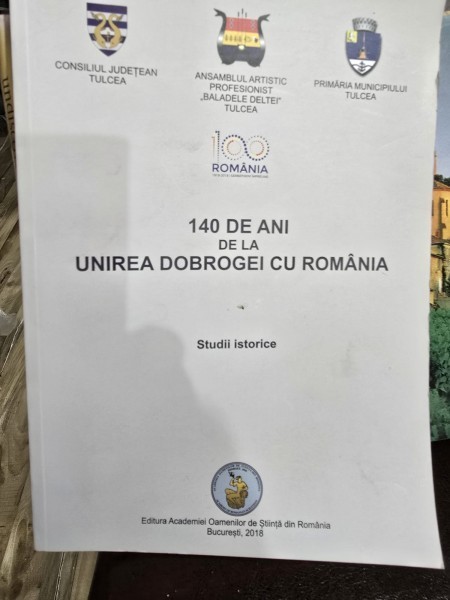 CONSILIUL JUDEȚEAN
TULCEA
ANSAMBLUL ARTISTIC
PROFESIONIST
„BALADELE DELTEI”
TULCEA
PRIMĂRIA MUNICIPIULUI
TULCEA
100
ROMÂNIA
140 DE ANI
DE LA
UNIREA DOBROGEI CU ROMÂNIA
Studii istorice
Editura Academiei Oamenilor de Știință din România
București, 2018